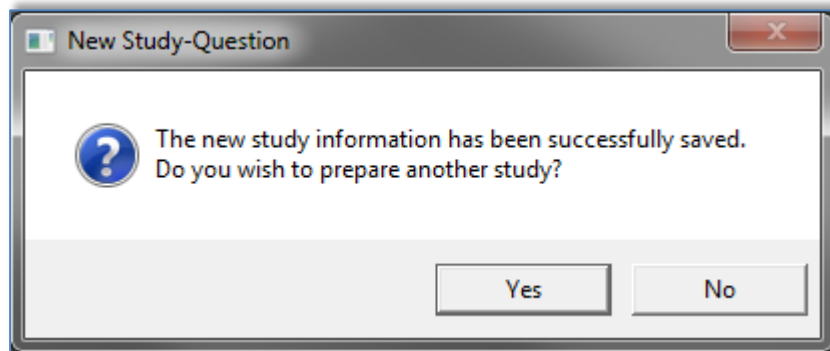 New Study-Question
The new study information has been successfully saved.
Do you wish to prepare another study?
Yes
No